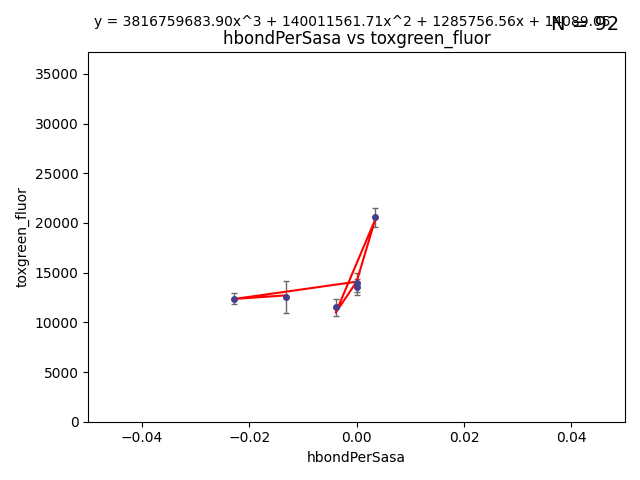 y = 3816759683.90x^3 + 140011561.71x^2 + 1285756.56x + 14089.05
N = 92
hbondPerSasa vs toxgreen_fluor
35000
30000
25000
20000
15000
10000
5000
0
toxgreen_fluor
−0.04
−0.02
0.00
0.02
0.04
hbondPerSasa